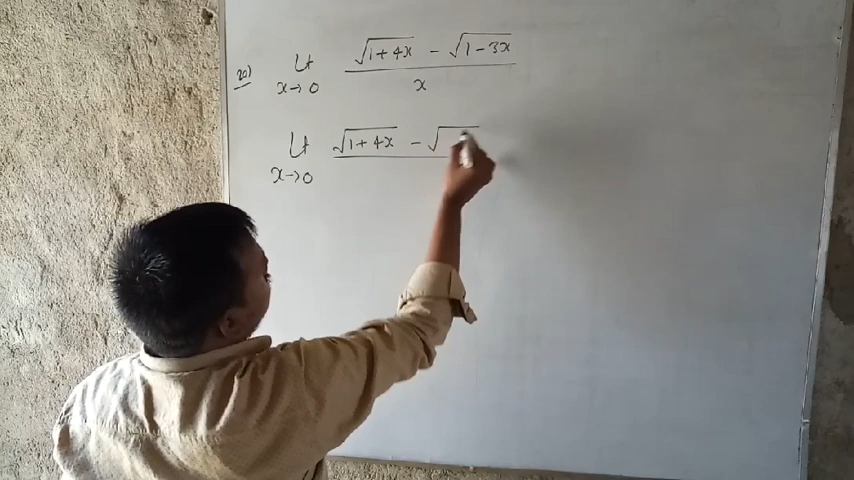 20) Lt √1+4x - √1-3x
x→0 x
Lt √1+4x - √
x→0